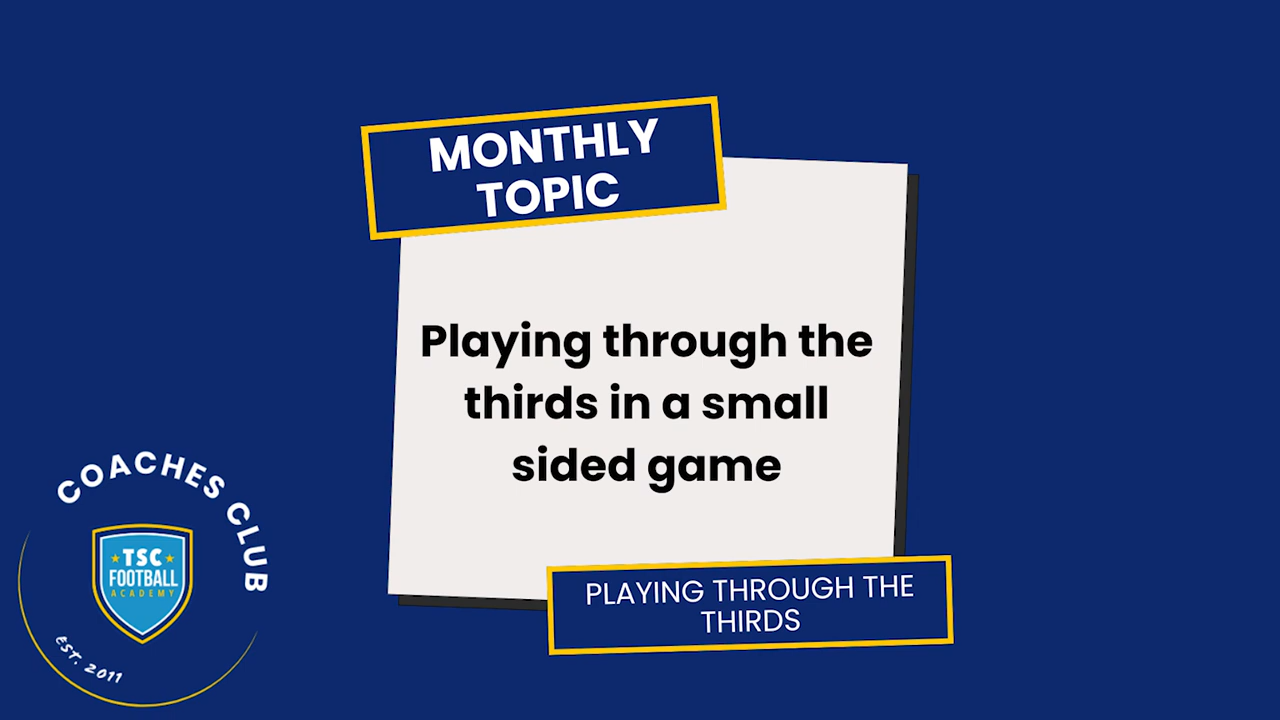 MONTHLY
TOPIC
Playing through the
thirds in a small
sided game
PLAYING THROUGH THE
THIRDS
COACHES CLUB
TSC
FOOTBALL
ACADEMY
EST. 2011